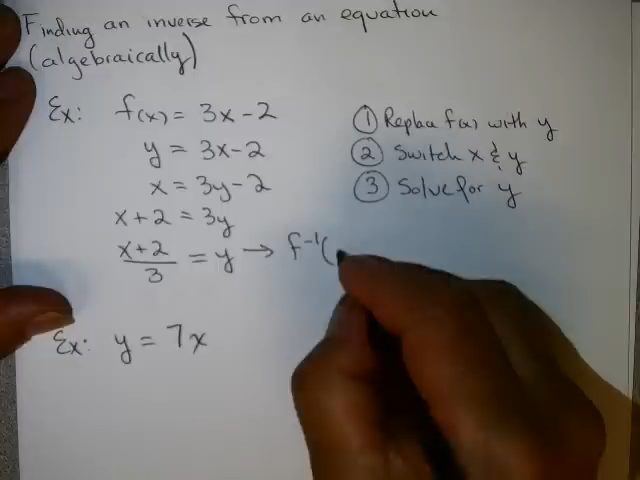 Finding an inverse from an equation
(algebraically)
Ex: f(x) = 3x - 2
y = 3x - 2
x = 3y - 2
x + 2 = 3y
x + 2 / 3 = y → f⁻¹(
① Replace f(x) with y
② Switch x & y
③ Solve for y
Ex: y = 7x